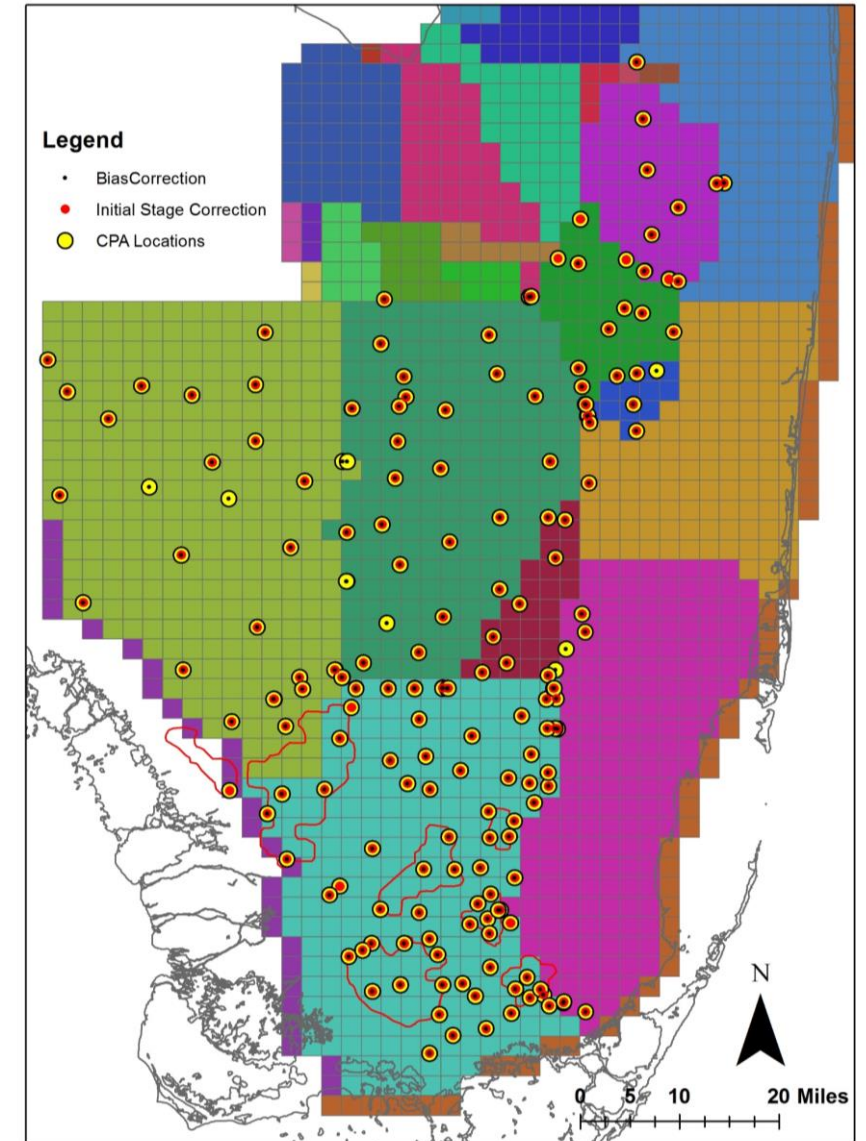 Legend
BiasCorrection
Initial Stage Correction
CPA Locations
N
0 5 10 20 Miles